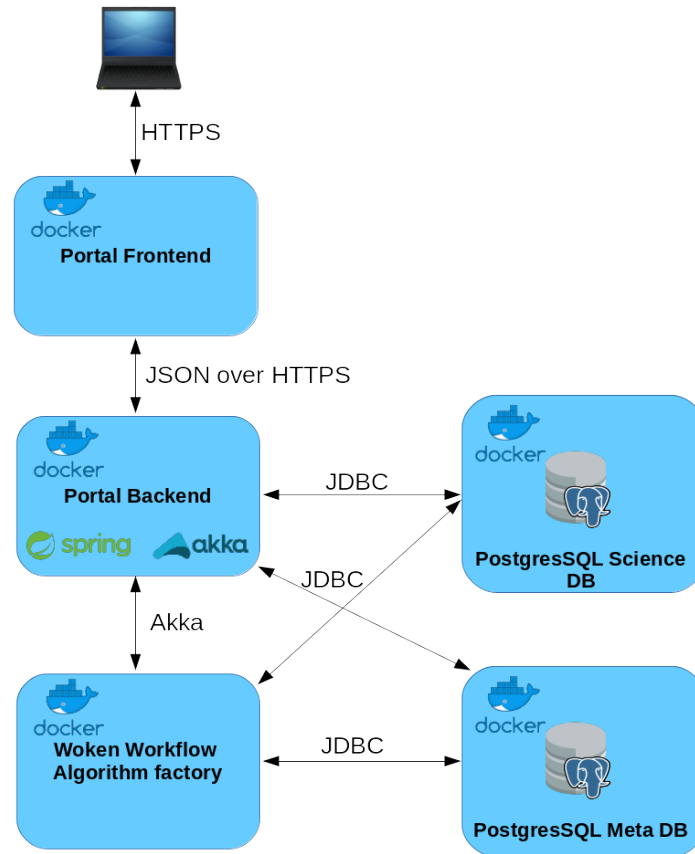 HTTPS
docker
Portal Frontend
JSON over HTTPS
docker
Portal Backend
spring
akka
JDBC
docker
PostgresSQL Science
DB
JDBC
Akka
docker
Woken Workflow
Algorithm factory
JDBC
docker
PostgresSQL Meta DB